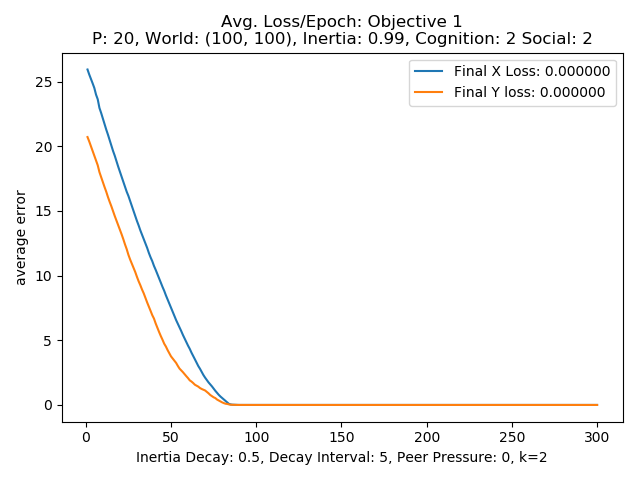 Avg. Loss/Epoch: Objective 1
P: 20, World: (100, 100), Inertia: 0.99, Cognition: 2 Social: 2
Final X Loss: 0.000000
Final Y loss: 0.000000
average error
25
20
15
10
5
0
0 50 100 150 200 250 300
Inertia Decay: 0.5, Decay Interval: 5, Peer Pressure: 0, k=2